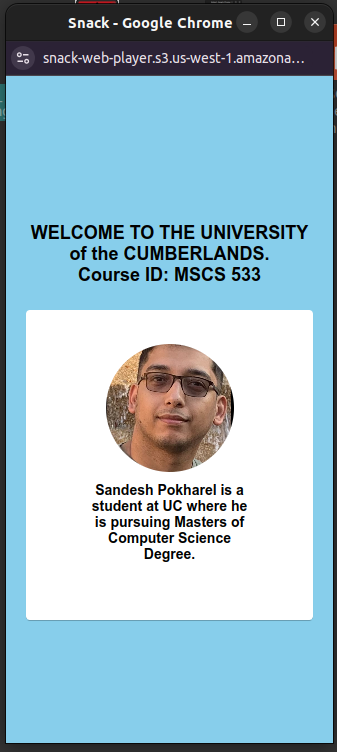 Snack - Google Chrome
snack-web-player.s3.us-west-1.amazona...
WELCOME TO THE UNIVERSITY
of the CUMBERLANDS.
Course ID: MSCS 533
Sandesh Pokharel is a
student at UC where he
is pursuing Masters of
Computer Science
Degree.